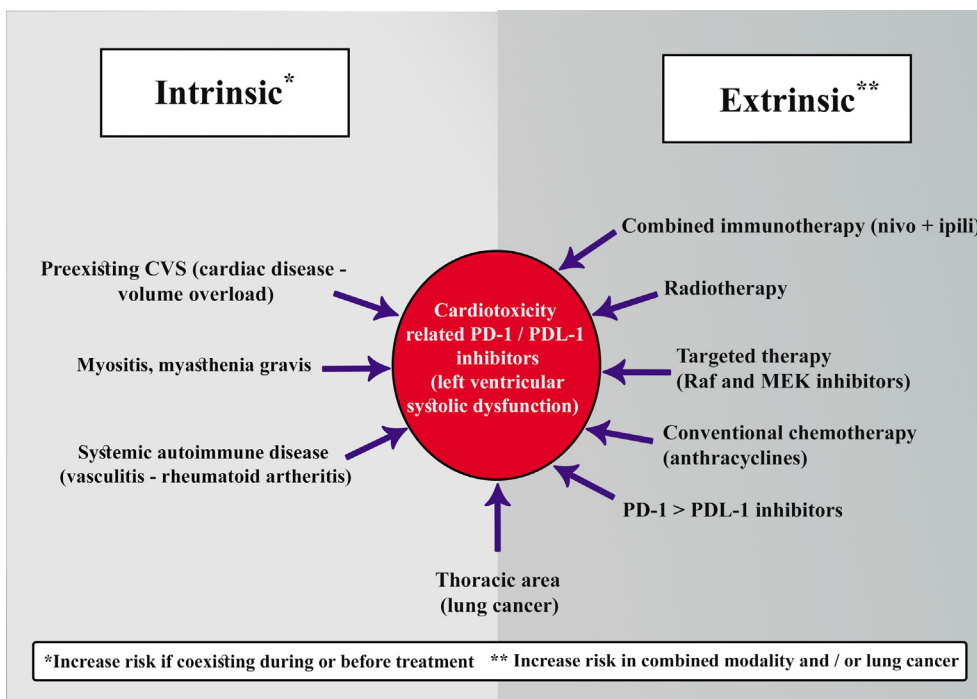 Intrinsic*
Extrinsic**
Combined immunotherapy (nivo + ipili)
Preexisting CVS (cardiac disease -
volume overload)
Radiotherapy
Cardiotoxicity
related PD-1 / PDL-1
inhibitors
(left ventricular
systolic dysfunction)
Myositis, myasthenia gravis
Targeted therapy
(Raf and MEK inhibitors)
Systemic autoimmune disease
(vasculitis - rheumatoid artheritis)
Conventional chemotherapy
(anthracyclines)
PD-1 > PDL-1 inhibitors
Thoracic area
(lung cancer)
*Increase risk if coexisting during or before treatment ** Increase risk in combined modality and / or lung cancer